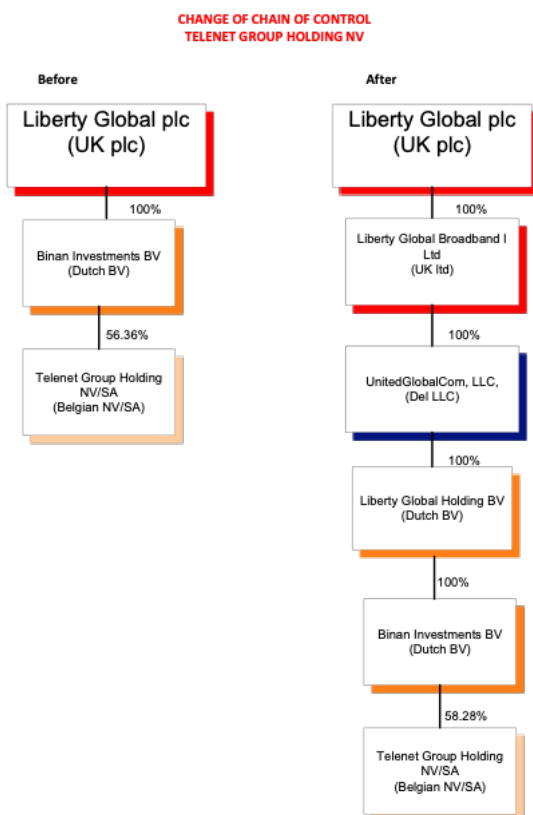 CHANGE OF CHAIN OF CONTROL
TELENET GROUP HOLDING NV
Before
Liberty Global plc
(UK plc)
100%
Binan Investments BV
(Dutch BV)
56.36%
Telenet Group Holding
NV/SA
(Belgian NV/SA)
After
Liberty Global plc
(UK plc)
100%
Liberty Global Broadband I
Ltd
(UK ltd)
100%
UnitedGlobalCom, LLC,
(Del LLC)
100%
Liberty Global Holding BV
(Dutch BV)
100%
Binan Investments BV
(Dutch BV)
58.28%
Telenet Group Holding
NV/SA
(Belgian NV/SA)